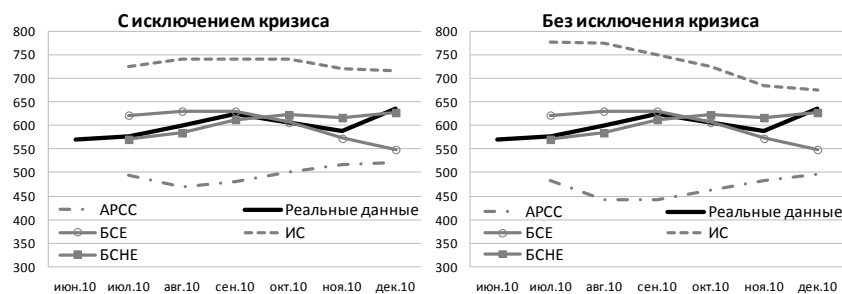 С исключением кризиса
800
750
700
650
600
550
500
450
400
350
300
АРСС
Реальные данные
БСЕ
ИС
БСНЕ
июн.10 июл.10 авг.10 сен.10 окт.10 ноя.10 дек.10
Без исключения кризиса
800
750
700
650
600
550
500
450
400
350
300
АРСС
Реальные данные
БСЕ
ИС
БСНЕ
июн.10 июл.10 авг.10 сен.10 окт.10 ноя.10 дек.10